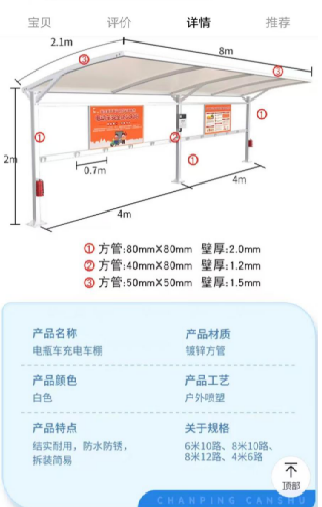 宝贝 评价 详情 推荐
2.1m
8m
③
③
①
①
2m
②
①
0.7m
4m
4m
① 方管:80mmX80mm 壁厚:2.0mm
② 方管:40mmX80mm 壁厚:1.2mm
③ 方管:50mmX50mm 壁厚:1.5mm
产品名称 产品材质
电瓶车充电车棚 镀锌方管
产品颜色 产品工艺
白色 户外喷塑
产品特点 关于规格
结实耐用，防水防锈， 6米10路、8米10路、
拆装简易 8米12路、4米6路
顶部
CHANPING CANSHU